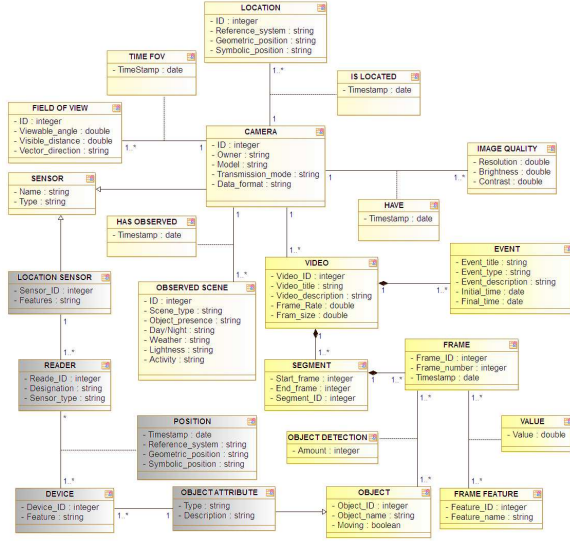 LOCATION
- ID : integer
- Reference_system : string
- Geometric_position : string
- Symbolic_position : string
1..*
TIME FOV
- TimeStamp : date
IS LOCATED
- Timestamp : date
FIELD OF VIEW
- ID : integer
- Viewable_angle : double
- Visible_distance : double
- Vector_direction : string
1..*
1
1
CAMERA
- ID : integer
- Owner : string
- Model : string
- Transmission_mode : string
- Data_format : string
1
1..*
IMAGE QUALITY
- Resolution : double
- Brightness : double
- Contrast : double
SENSOR
- Name : string
- Type : string
HAVE
- Timestamp : date
HAS OBSERVED
- Timestamp : date
1
1
1..*
1..*
LOCATION SENSOR
- Sensor_ID : integer
- Features : string
OBSERVED SCENE
- ID : integer
- Scene_type : string
- Object_presence : string
- Day/Night : string
- Weather : string
- Lightness : string
- Activity : string
VIDEO
- Video_ID : integer
- Video_title : string
- Video_description : string
- Frame_Rate : double
- Fram_size : double
1
1..*
EVENT
- Event_title : string
- Event_type : string
- Event_description : string
- Initial_time : date
- Final_time : date
1
1..*
1
1..*
READER
- Reade_ID : integer
- Designation : string
- Sensor_type : string
SEGMENT
- Start_frame : integer
- End_frame : integer
- Segment_ID : integer
1
1..*
FRAME
- Frame_ID : integer
- Frame_number : integer
- Timestamp : date
*
1..*
1..*
POSITION
- Timestamp : date
- Reference_system : string
- Geometric_position : string
- Symbolic_position : string
OBJECT DETECTION
- Amount : integer
VALUE
- Value : double
1..*
1..*
1..*
DEVICE
- Device_ID : integer
- Feature : string
1..*
1
OBJECT ATTRIBUTE
- Type : string
- Description : string
OBJECT
- Object_ID : integer
- Object_name : string
- Moving : boolean
FRAME FEATURE
- Feature_ID : integer
- Feature_name : string